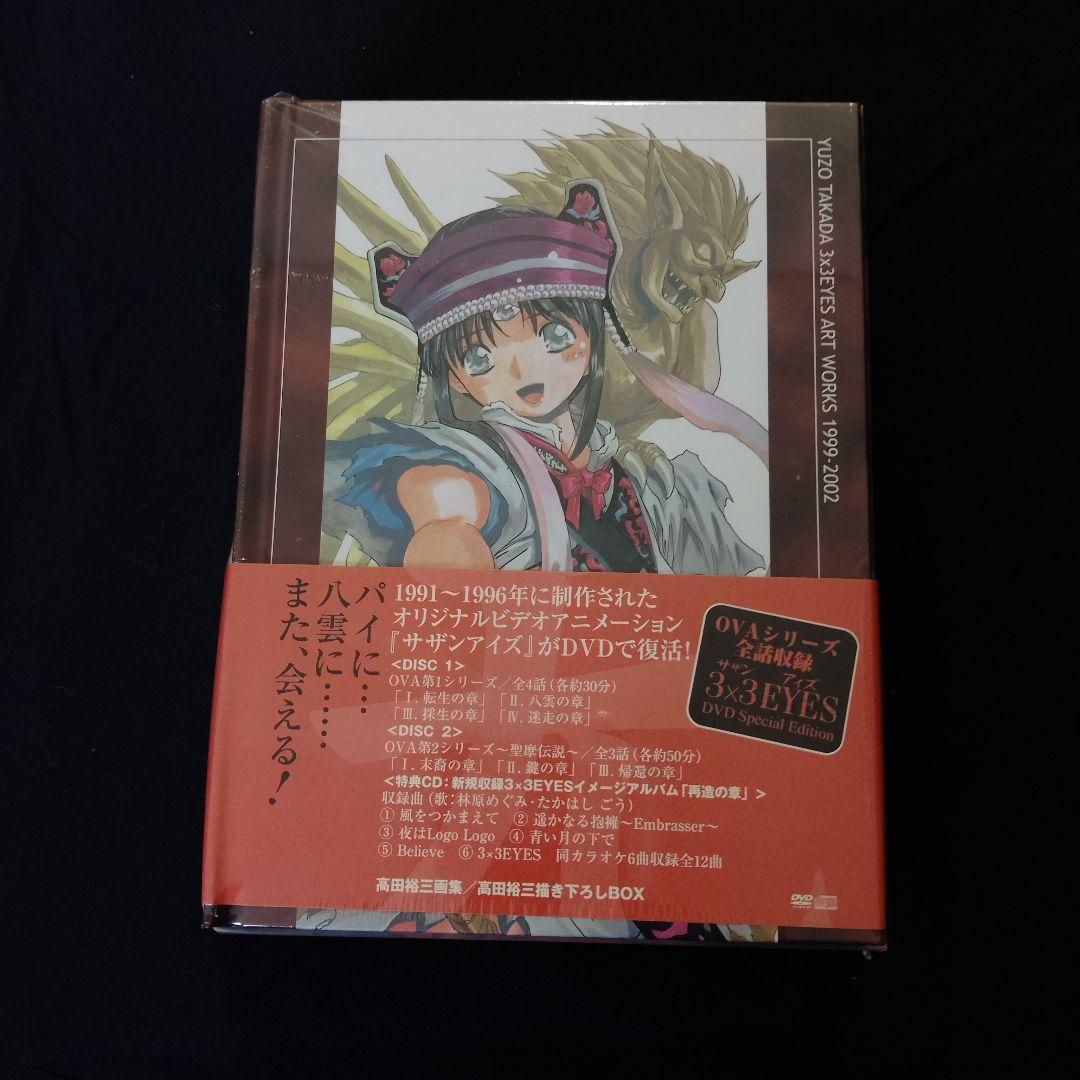 YUZO TAKADA 3x3EYES ART WORKS 1999-2002
パイに…
八雲に……
また、会える！
1991～1996年に制作された
オリジナルビデオアニメーション
『サザンアイズ』がDVDで復活！
<DISC 1>
OVA第1シリーズ／全4話（各約30分）
「Ⅰ. 転生の章」「Ⅱ. 八雲の章」
「Ⅲ. 採生の章」「Ⅳ. 迷走の章」
<DISC 2>
OVA第2シリーズ～聖摩伝説～／全3話（各約50分）
「Ⅰ. 末裔の章」「Ⅱ. 鍵の章」「Ⅲ. 帰還の章」
<特典CD：新規収録3×3EYESイメージアルバム「再造の章」>
収録曲（歌：林原めぐみ・たかはし ごう）
① 風をつかまえて ② 遥かなる抱擁～Embrasser～
③ 夜はLogo Logo ④ 青い月の下で
⑤ Believe ⑥ 3×3EYES 同カラオケ6曲収録全12曲
高田裕三画集／高田裕三描き下ろしBOX
OVAシリーズ
全話収録
サザン アイズ
3×3EYES
DVD Special Edition
DVD